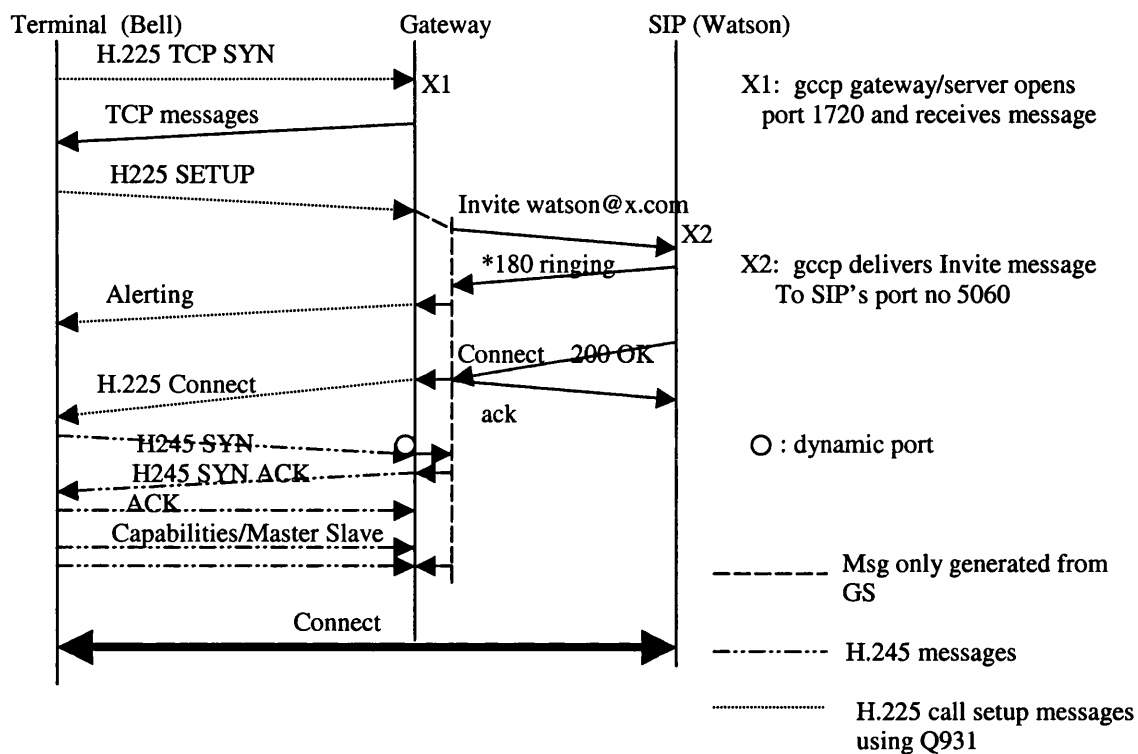 Terminal (Bell) Gateway SIP (Watson)
H.225 TCP SYN
X1
X1: gccp gateway/server opens
port 1720 and receives message
TCP messages
H225 SETUP
Invite watson@x.com
X2
*180 ringing
X2: gccp delivers Invite message
To SIP's port no 5060
Alerting
Connect 200 OK
H.225 Connect
ack
H245 SYN
: dynamic port
H245 SYN ACK
ACK
Capabilities/Master Slave
Msg only generated from
GS
Connect
H.245 messages
H.225 call setup messages
using Q931